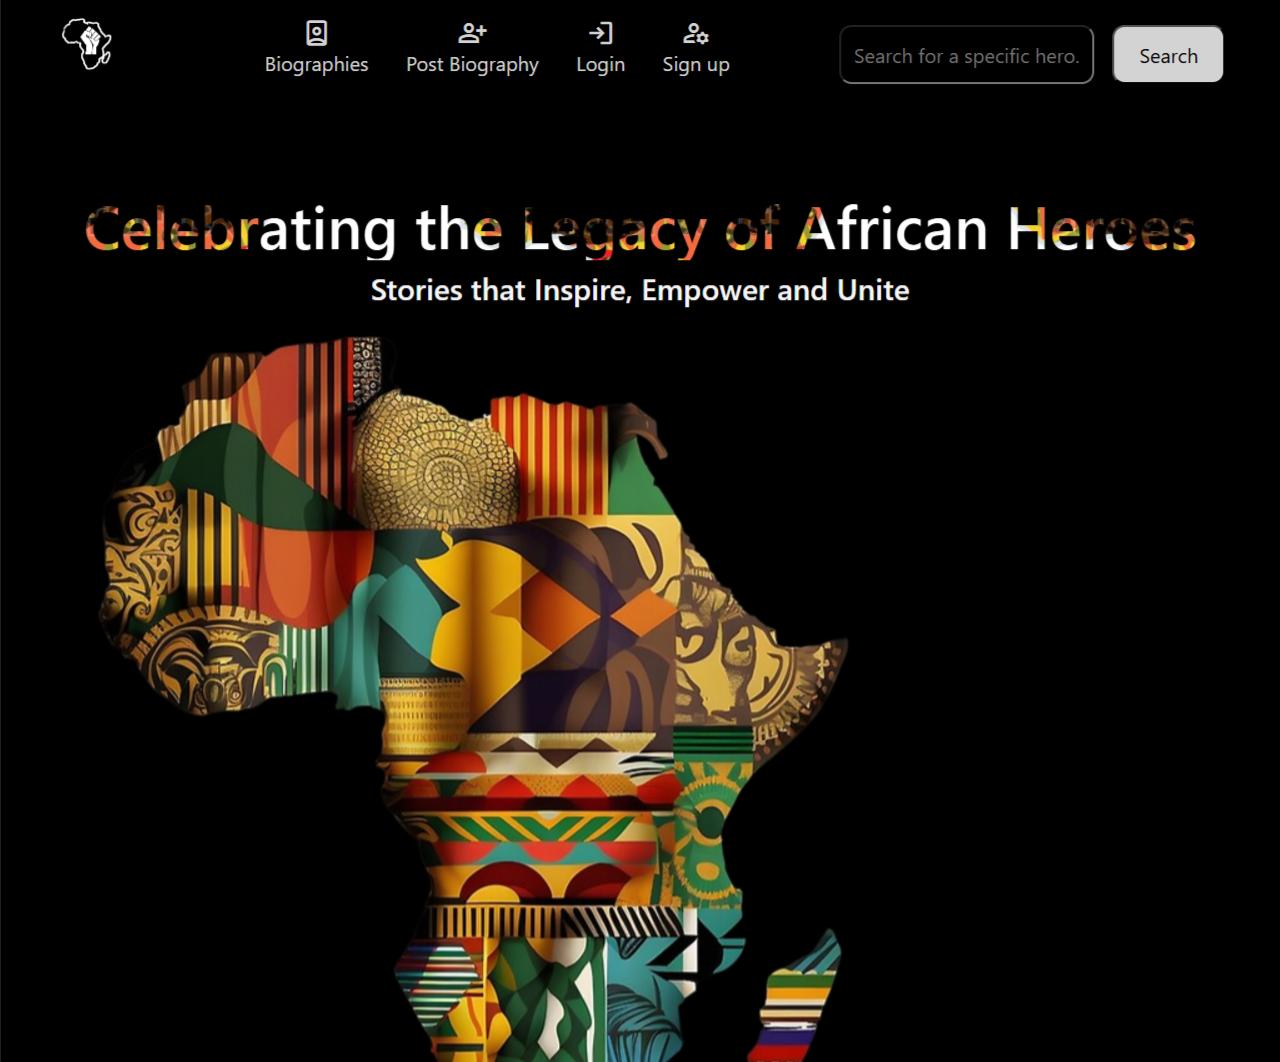 Biographies
Post Biography
Login
Sign up
Search for a specific hero.
Search
Celebrating the Legacy of African Heroes
Stories that Inspire, Empower and Unite